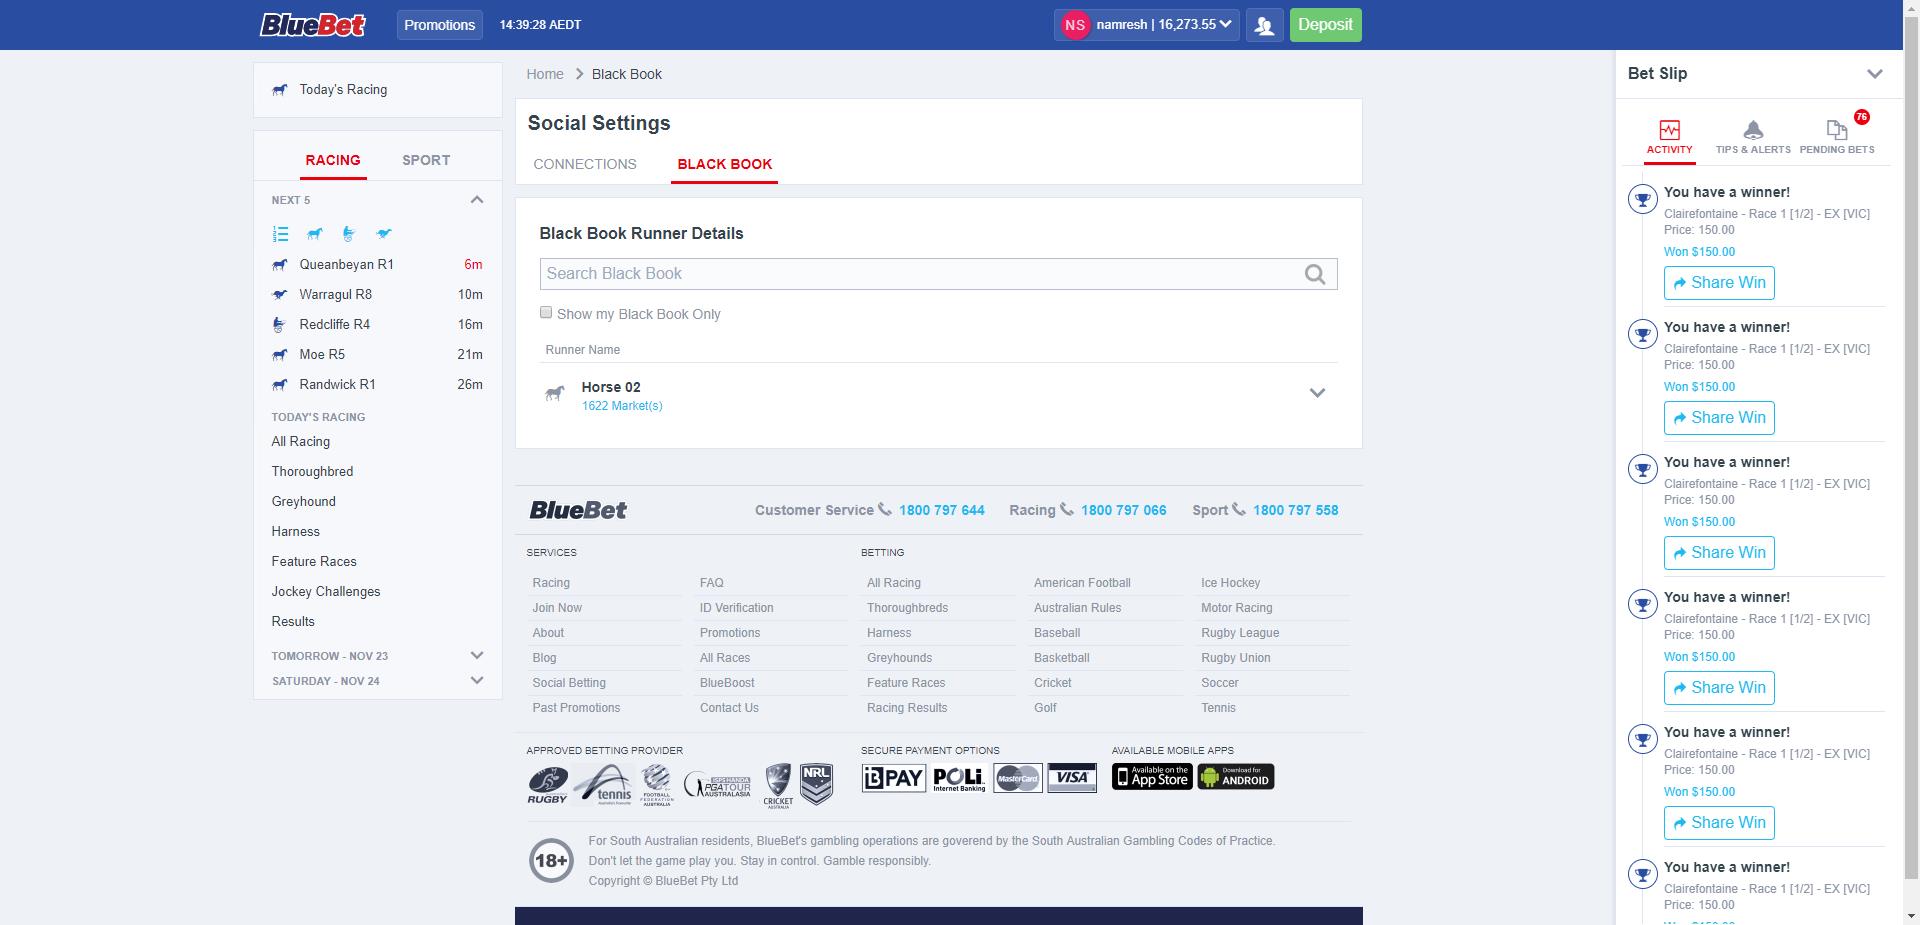 BlueBet
Promotions
14:39:28 AEDT
NS
namresh | 16,273.55
Deposit
Today's Racing
RACING
SPORT
NEXT 5
Queanbeyan R1 6m
Warragul R8 10m
Redcliffe R4 16m
Moe R5 21m
Randwick R1 26m
TODAY'S RACING
All Racing
Thoroughbred
Greyhound
Harness
Feature Races
Jockey Challenges
Results
TOMORROW - NOV 23
SATURDAY - NOV 24
Home > Black Book
Social Settings
CONNECTIONS
BLACK BOOK
Black Book Runner Details
Search Black Book
Show my Black Book Only
Runner Name
Horse 02
1622 Market(s)
BlueBet
Customer Service 1800 797 644
Racing 1800 797 066
Sport 1800 797 558
SERVICES
Racing
Join Now
About
Blog
Social Betting
Past Promotions
FAQ
ID Verification
Promotions
All Races
BlueBoost
Contact Us
BETTING
All Racing
Thoroughbreds
Harness
Greyhounds
Feature Races
Racing Results
American Football
Australian Rules
Baseball
Basketball
Cricket
Golf
Ice Hockey
Motor Racing
Rugby League
Rugby Union
Soccer
Tennis
APPROVED BETTING PROVIDER
RUGBY
tennis
FOOTBALL
FEDERATION
AUSTRALIA
ISPS HANDA
PGA TOUR
AUSTRALASIA
CRICKET
AUSTRALIA
NRL
SECURE PAYMENT OPTIONS
BPAY
POLi
Internet Banking
MasterCard
VISA
AVAILABLE MOBILE APPS
Available on the
App Store
Download for
ANDROID
18+
For South Australian residents, BlueBet's gambling operations are goverend by the South Australian Gambling Codes of Practice.
Don't let the game play you. Stay in control. Gamble responsibly.
Copyright © BlueBet Pty Ltd
Bet Slip
ACTIVITY
TIPS & ALERTS
76
PENDING BETS
You have a winner!
Clairefontaine - Race 1 [1/2] - EX [VIC]
Price: 150.00
Won $150.00
Share Win
You have a winner!
Clairefontaine - Race 1 [1/2] - EX [VIC]
Price: 150.00
Won $150.00
Share Win
You have a winner!
Clairefontaine - Race 1 [1/2] - EX [VIC]
Price: 150.00
Won $150.00
Share Win
You have a winner!
Clairefontaine - Race 1 [1/2] - EX [VIC]
Price: 150.00
Won $150.00
Share Win
You have a winner!
Clairefontaine - Race 1 [1/2] - EX [VIC]
Price: 150.00
Won $150.00
Share Win
You have a winner!
Clairefontaine - Race 1 [1/2] - EX [VIC]
Price: 150.00